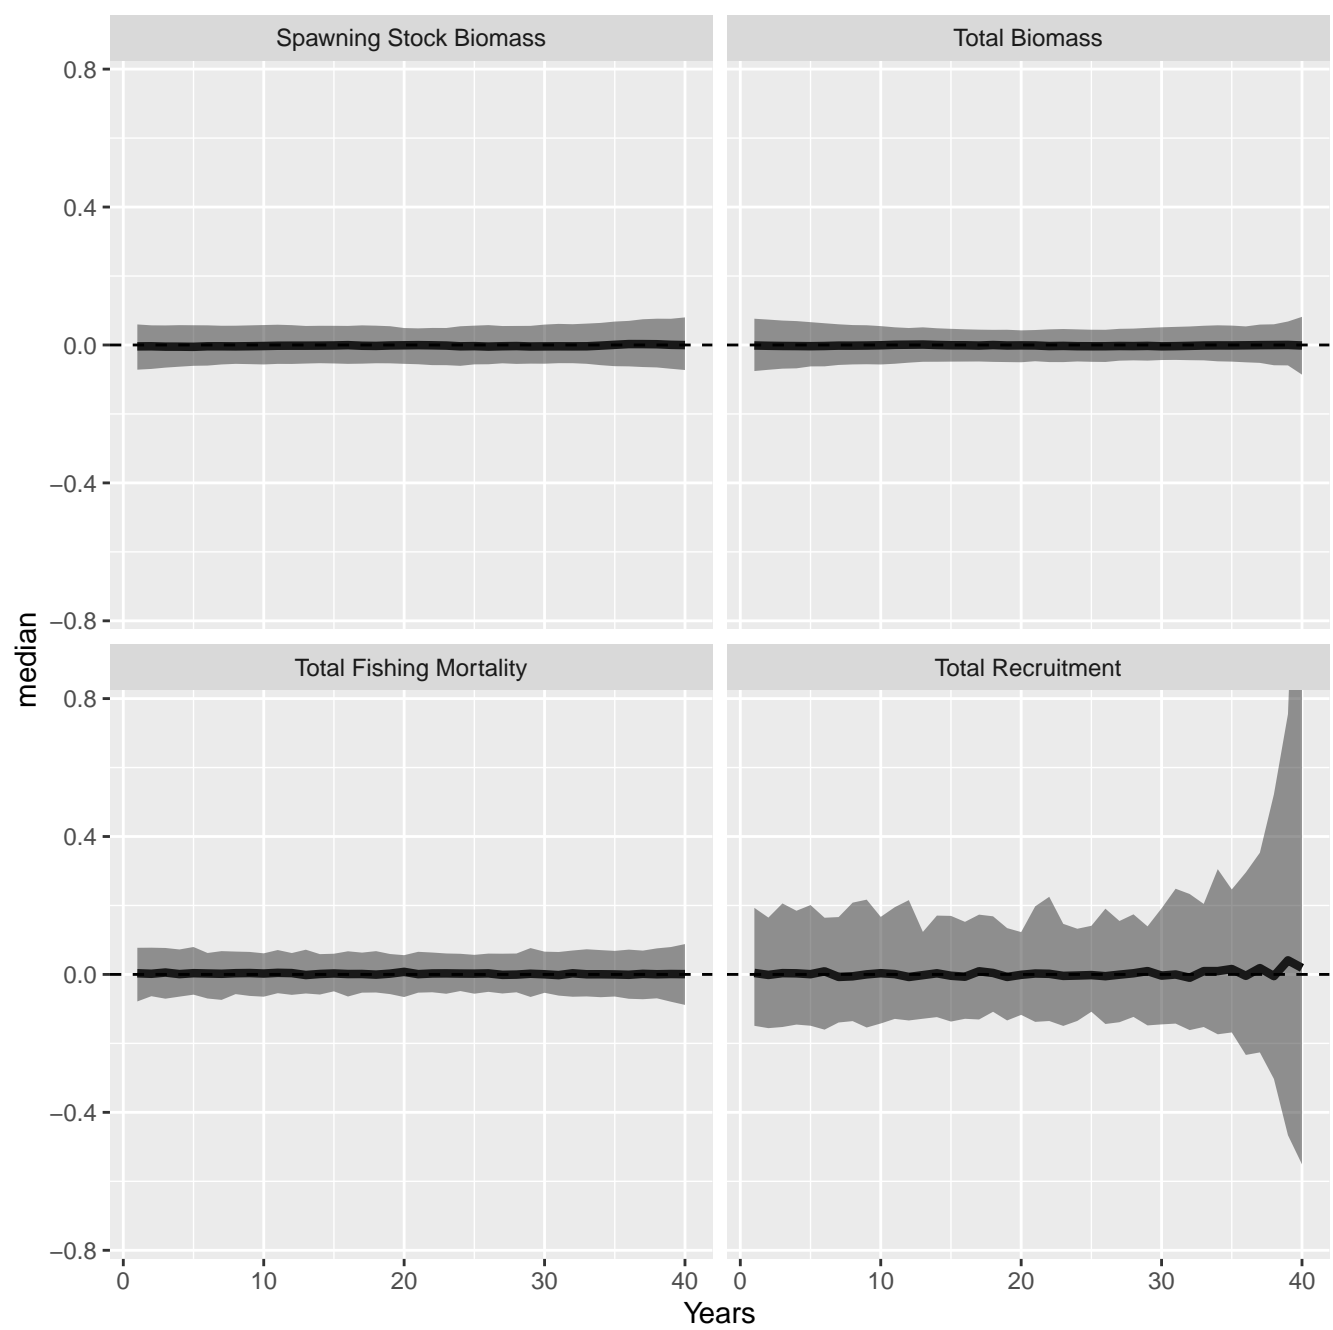 Spawning Stock Biomass
Total Biomass
0.8
0.4
0.0
−0.4
−0.8
median
Total Fishing Mortality
Total Recruitment
0.8
0.4
0.0
−0.4
−0.8
0 10 20 30 40
0 10 20 30 40
Years